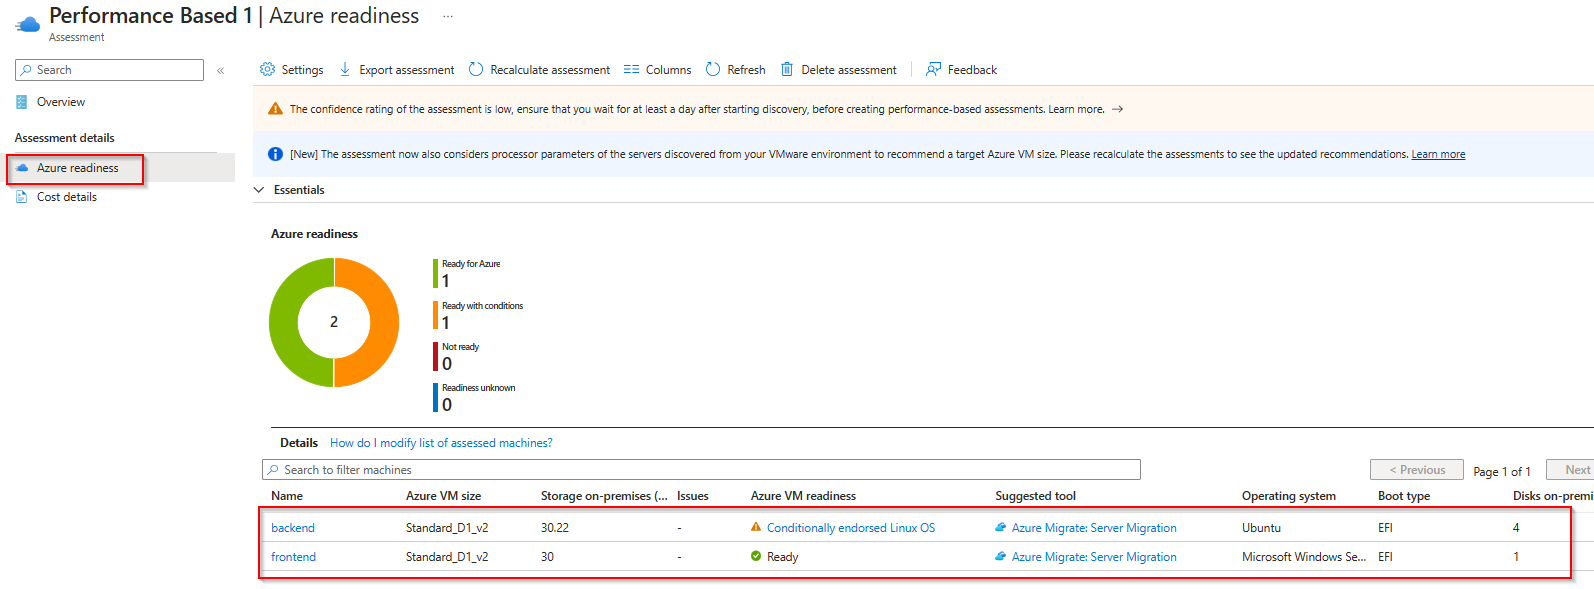 Performance Based 1 | Azure readiness ...
Assessment
Search
«
Settings
Export assessment
Recalculate assessment
Columns
Refresh
Delete assessment
Feedback
Overview
Assessment details
Azure readiness
Cost details
The confidence rating of the assessment is low, ensure that you wait for at least a day after starting discovery, before creating performance-based assessments. Learn more. →
[New] The assessment now also considers processor parameters of the servers discovered from your VMware environment to recommend a target Azure VM size. Please recalculate the assessments to see the updated recommendations. Learn more
Essentials
Azure readiness
2
Ready for Azure
1
Ready with conditions
1
Not ready
0
Readiness unknown
0
Details How do I modify list of assessed machines?
Search to filter machines
< Previous Page 1 of 1 Next
Name Azure VM size Storage on-premises (... Issues Azure VM readiness Suggested tool Operating system Boot type Disks on-premi
backend Standard_D1_v2 30.22 - Conditionally endorsed Linux OS Azure Migrate: Server Migration Ubuntu EFI 4
frontend Standard_D1_v2 30 - Ready Azure Migrate: Server Migration Microsoft Windows Se... EFI 1